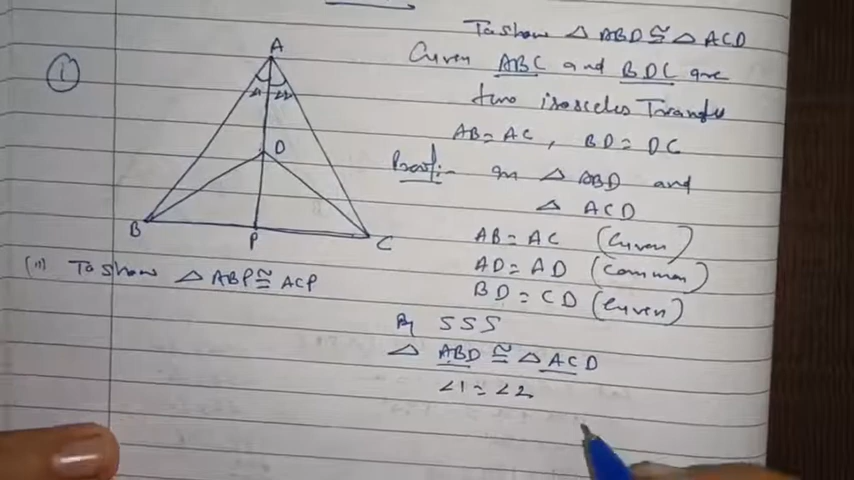 (i)
To show △ ABD ≅ △ ACD
Given ABC and BDC are
two isosceles Triangle
AB = AC , BD = DC
Proof:- In △ ABD and
△ ACD
AB = AC (Given)
AD = AD (Common)
BD = CD (Given)
By SSS
△ ABD ≅ △ ACD
∠1 = ∠2
A
∠1 ∠2
D
B
P
C
(ii) To show △ ABP ≅ ACP